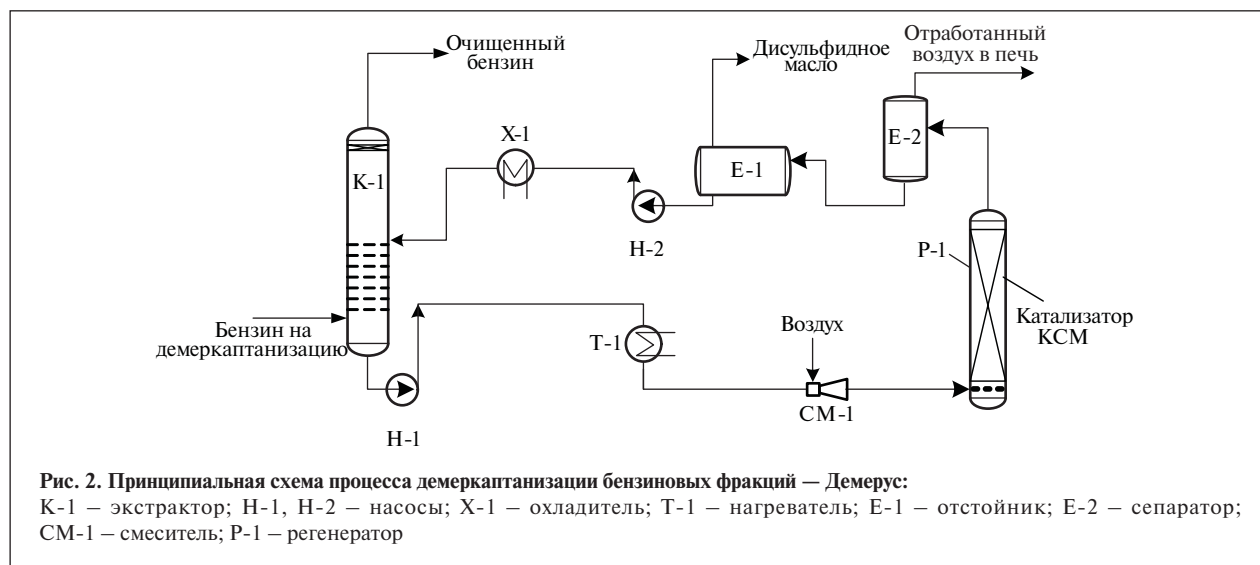 Очищенный
бензин
Дисульфидное
масло
Отработанный
воздух в печь
К-1
Х-1
Е-1
Е-2
Н-2
Р-1
Бензин на
демеркаптанизацию
Т-1
Воздух
Катализатор
КСМ
СМ-1
Н-1
Рис. 2. Принципиальная схема процесса демеркаптанизации бензиновых фракций — Демерус:
К-1 – экстрактор; Н-1, Н-2 – насосы; Х-1 – охладитель; Т-1 – нагреватель; Е-1 – отстойник; Е-2 – сепаратор;
СМ-1 – смеситель; Р-1 – регенератор